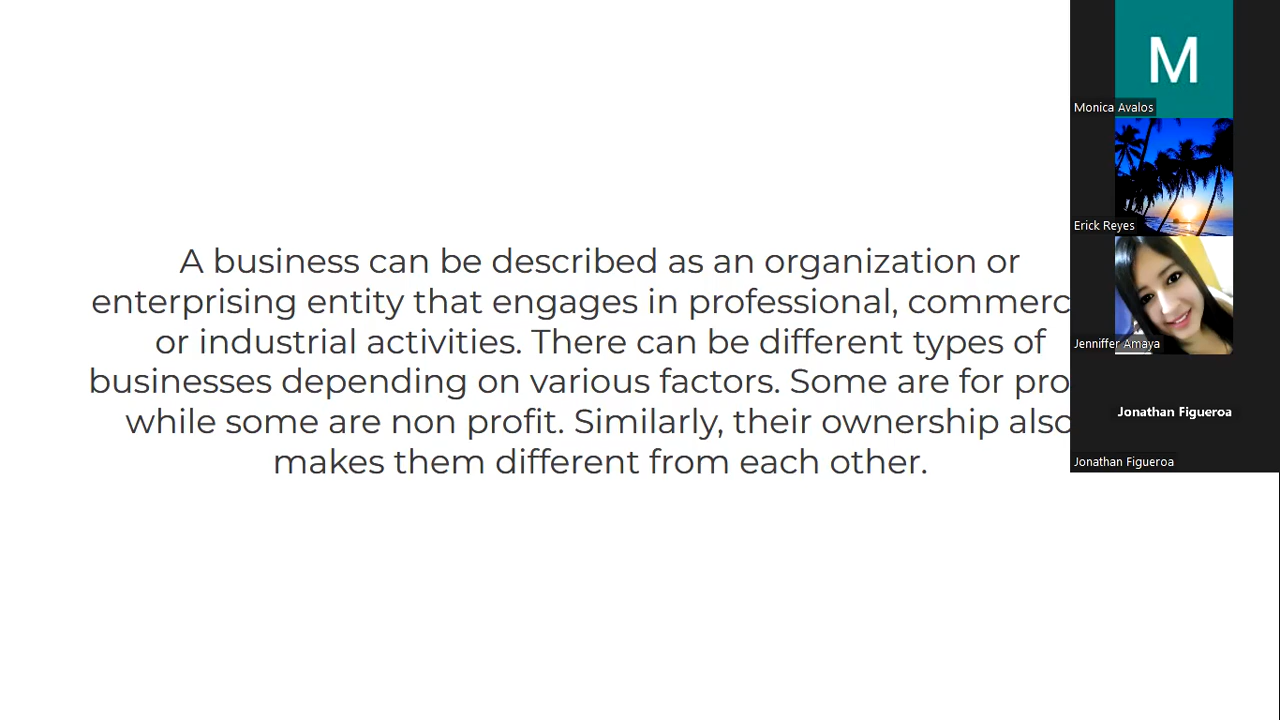 A business can be described as an organization or
enterprising entity that engages in professional, commerc
or industrial activities. There can be different types of
businesses depending on various factors. Some are for pro
while some are non profit. Similarly, their ownership also
makes them different from each other.
M
Monica Avalos
Erick Reyes
Jenniffer Amaya
Jonathan Figueroa
Jonathan Figueroa